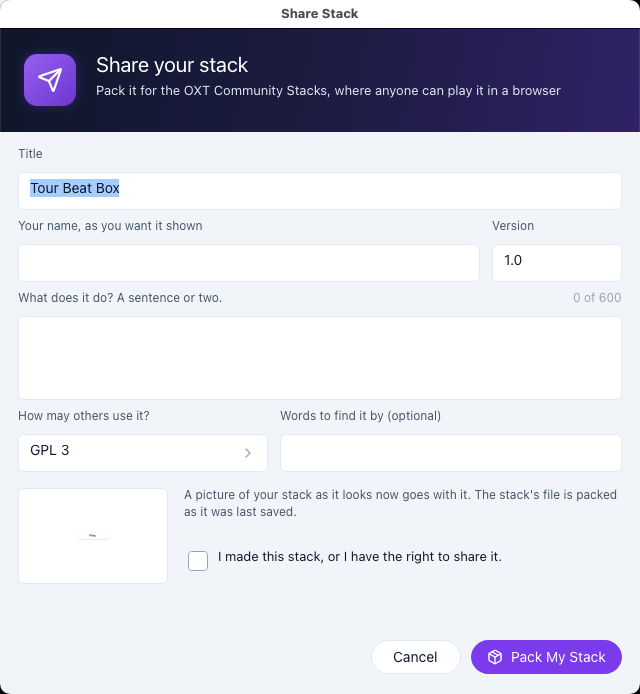 Share Stack
Share your stack
Pack it for the OXT Community Stacks, where anyone can play it in a browser
Title
Tour Beat Box
Your name, as you want it shown
Version
1.0
What does it do? A sentence or two.
0 of 600
How may others use it?
Words to find it by (optional)
GPL 3
A picture of your stack as it looks now goes with it. The stack's file is packed
as it was last saved.
I made this stack, or I have the right to share it.
Cancel
Pack My Stack